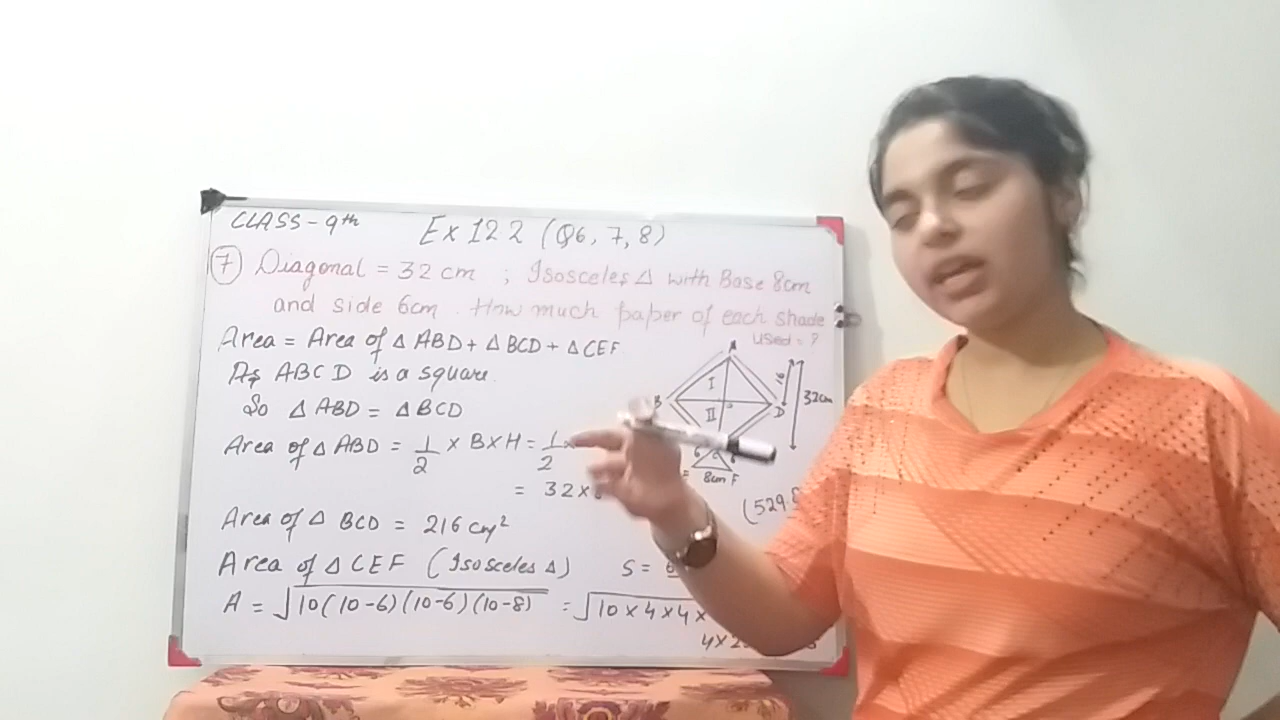 CLASS - 9th Ex 12 2 (Q6, 7, 8)
7 Diagonal = 32 cm ; Isosceles Δ with Base 8cm
and side 6cm. How much paper of each shade
used = ?
Area = Area of Δ ABD + Δ BCD + Δ CEF
As ABCD is a square.
So Δ ABD = Δ BCD
Area of Δ ABD = 1/2 × B × H = 1/2 ×
= 32 ×
Area of Δ BCD = 216 cm²
Area of Δ CEF (Isosceles Δ) S = 6
A = √10(10-6)(10-6)(10-8) = √10 × 4 × 4 ×
4 × 2
A
I
B
II
D
16
32cm
6 C 6
8cm F
(529.8